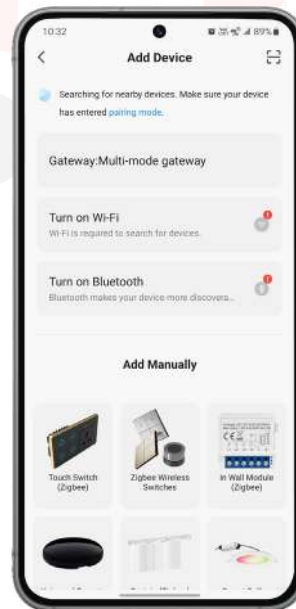 10:32
89%
Add Device
Searching for nearby devices. Make sure your device
has entered pairing mode.
Gateway:Multi-mode gateway
Turn on Wi-Fi
Wi-Fi is required to search for devices.
Turn on Bluetooth
Bluetooth makes your device more discovera...
Add Manually
Touch Switch
(Zigbee)
Zigbee Wireless
Switches
In Wall Module
(Zigbee)